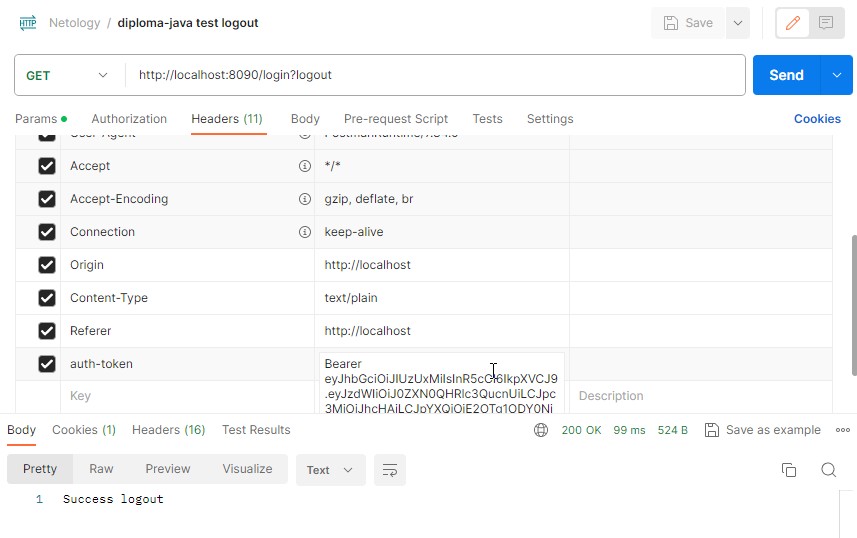 HTTP
Netology / diploma-java test logout
Save
GET
http://localhost:8090/login?logout
Send
Params
Authorization
Headers (11)
Body
Pre-request Script
Tests
Settings
Cookies
Accept
*/*
Accept-Encoding
gzip, deflate, br
Connection
keep-alive
Origin
http://localhost
Content-Type
text/plain
Referer
http://localhost
auth-token
Bearer
Key
Description
Body
Cookies (1)
Headers (16)
Test Results
200 OK
99 ms
524 B
Save as example
Pretty
Raw
Preview
Visualize
Text
1 Success logout